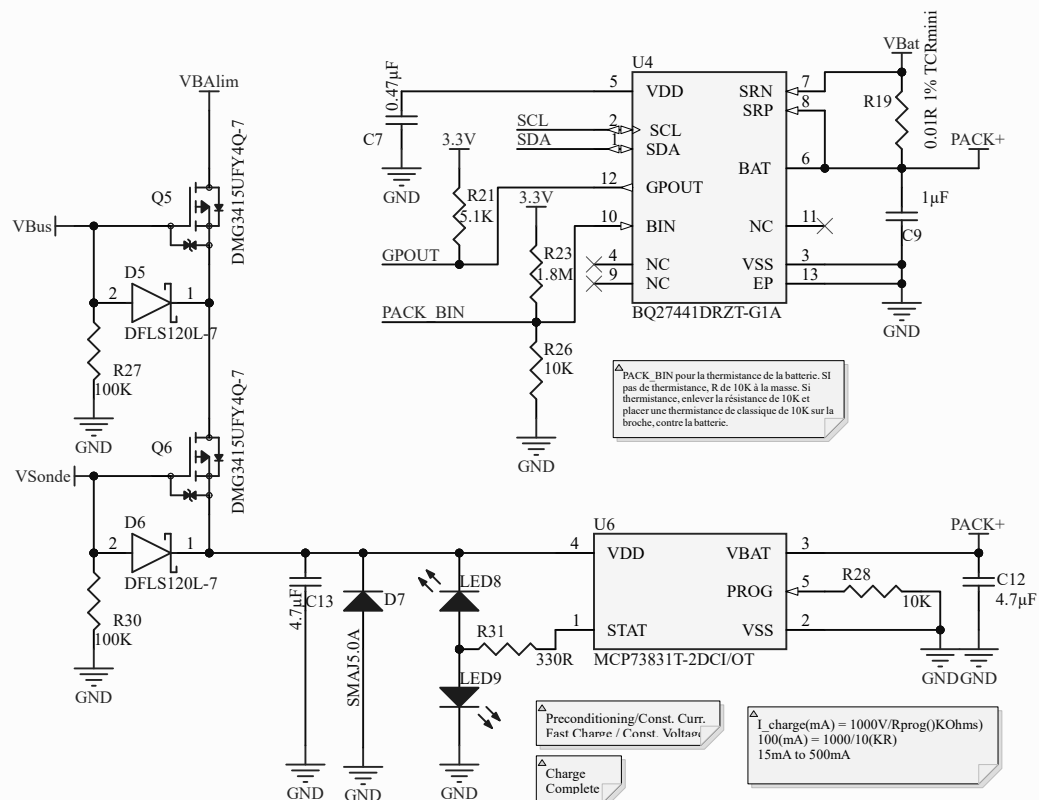 VBAlim
Q5
DMG3415UFY4Q-7
VBus
D5
2
1
DFLS120L-7
R27
100K
GND
Q6
DMG3415UFY4Q-7
VSonde
D6
2
1
DFLS120L-7
R30
100K
GND
0.47µF
C7
GND
SCL
SDA
3.3V
R21
5.1K
GPOUT
3.3V
R23
1.8M
PACK_BIN
R26
10K
GND
U4
5
VDD
2
SCL
1
SDA
12
GPOUT
10
BIN
4
NC
9
NC
SRN
7
SRP
8
BAT
6
NC
11
VSS
3
EP
13
BQ27441DRZT-G1A
VBat
R19
0.01R 1% TCRmini
PACK+
1µF
C9
GND
PACK_BIN pour la thermistance de la batterie. SI
pas de thermistance, R de 10K à la masse. Si
thermistance, enlever la résistance de 10K et
placer une thermistance de classique de 10K sur la
broche, contre la batterie.
4.7µF
C13
GND
D7
SMAJ5.0A
GND
LED8
LED9
GND
R31
330R
U6
4
VDD
1
STAT
VBAT
3
PROG
5
VSS
2
MCP73831T-2DCI/OT
R28
10K
GND
PACK+
C12
4.7µF
GND
Preconditioning/Const. Curr.
Fast Charge / Const. Voltage
Charge
Complete
I_charge(mA) = 1000V/Rprog()KOhms)
100(mA) = 1000/10(KR)
15mA to 500mA